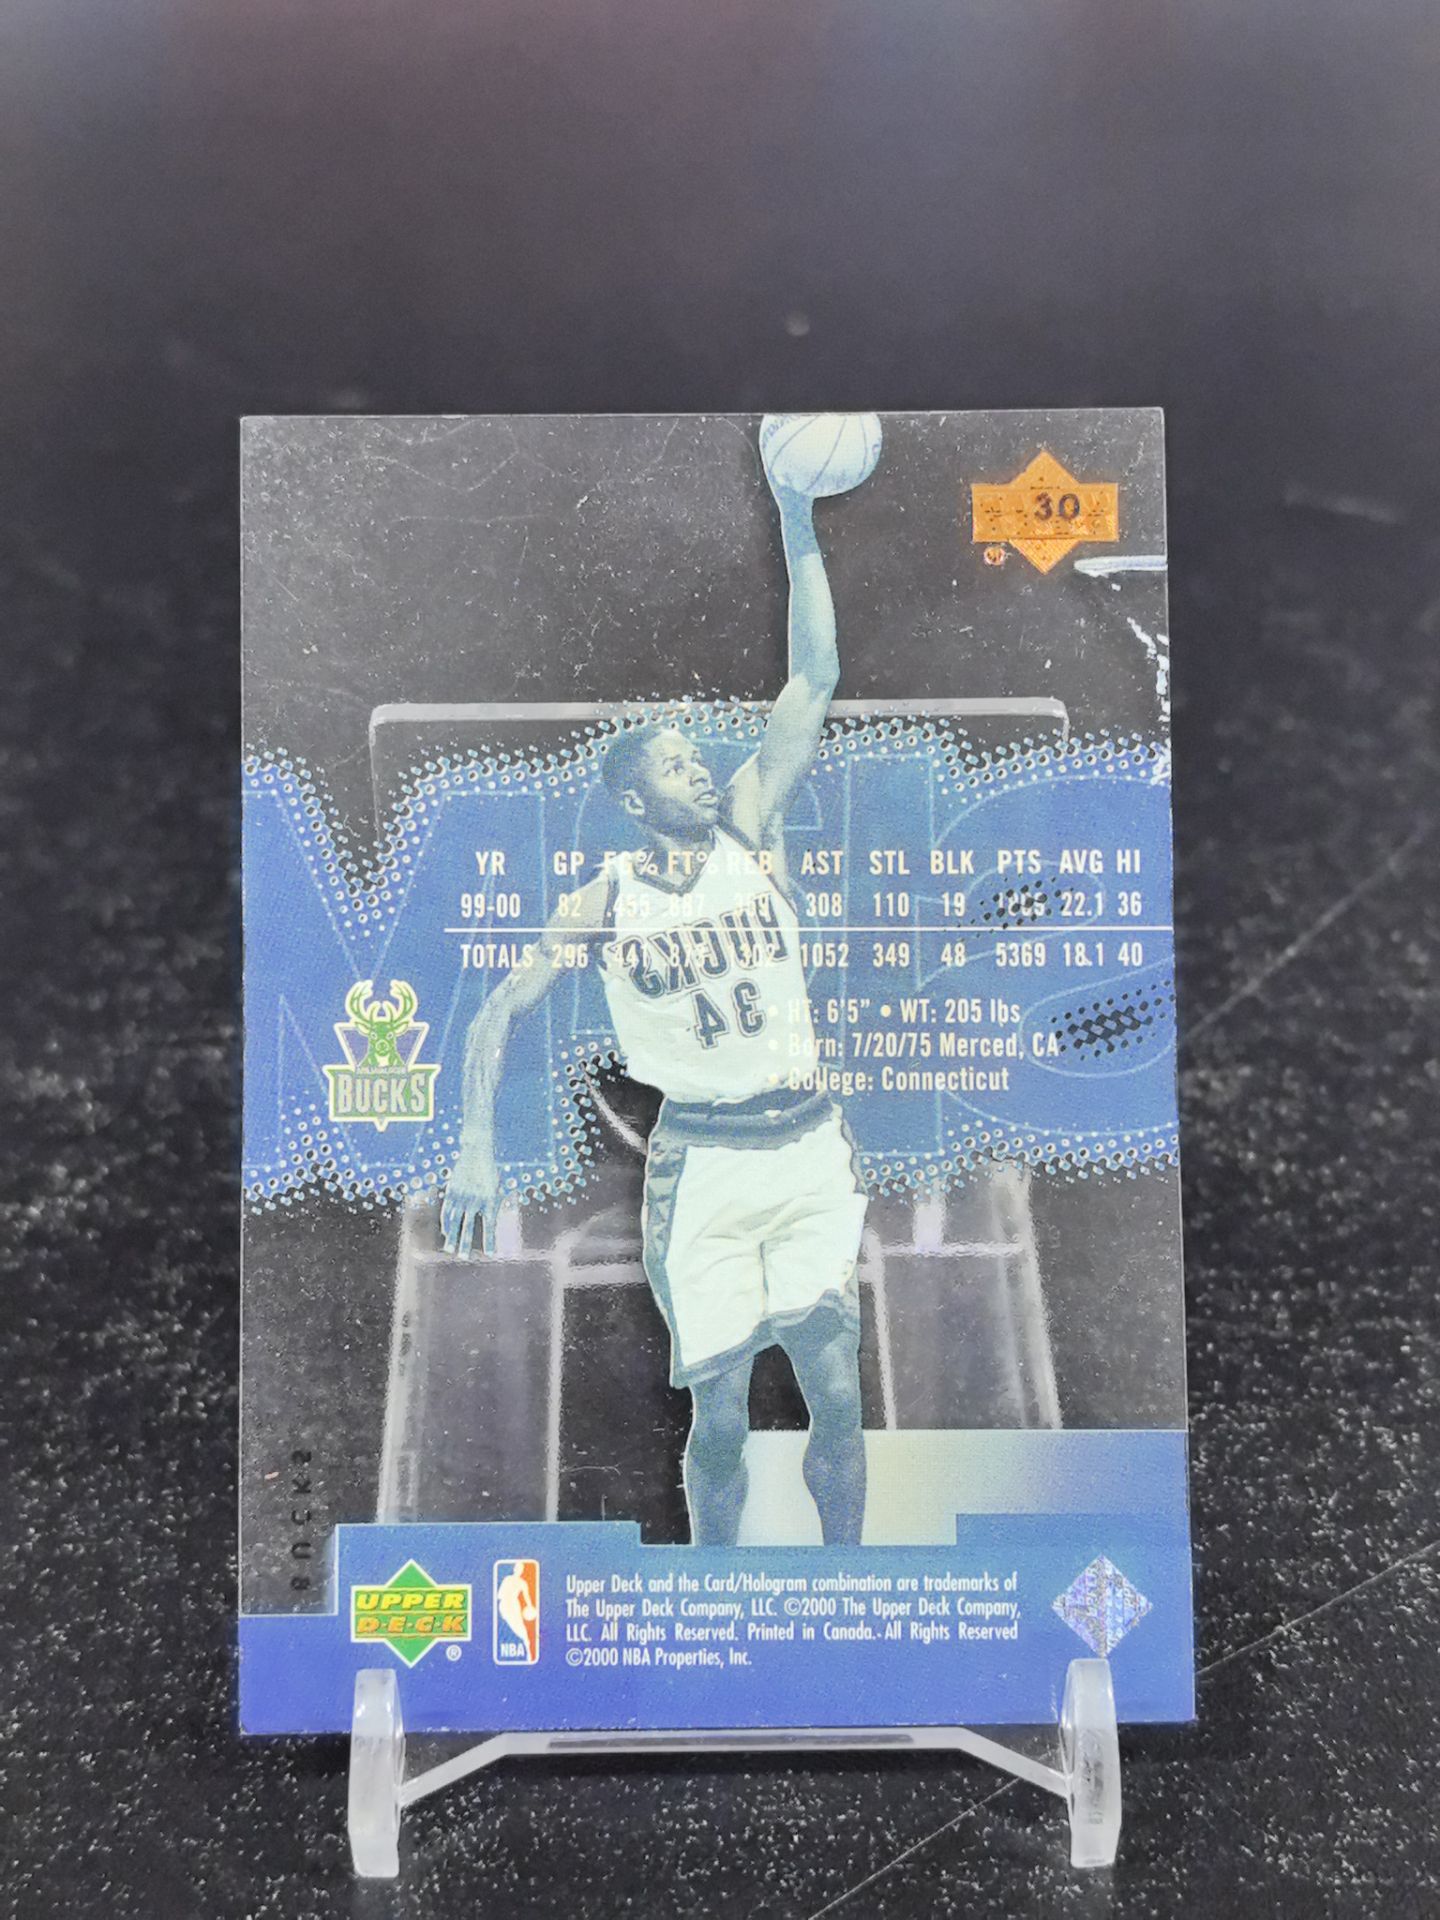 30
YR GP FG% FT% REB AST STL BLK PTS AVG HI
99-00 82 .455 308 110 19 22.1 36
TOTALS 296 1302 1052 349 48 5369 18.1 40
• HT: 6'5" • WT: 205 lbs
• Born: 7/20/75 Merced, CA
• College: Connecticut
BUCKS
34
BUCKS
BUCKS
UPPER
DECK
®
NBA
Upper Deck and the Card/Hologram combination are trademarks of
The Upper Deck Company, LLC. ©2000 The Upper Deck Company,
LLC. All Rights Reserved. Printed in Canada. All Rights Reserved
©2000 NBA Properties, Inc.